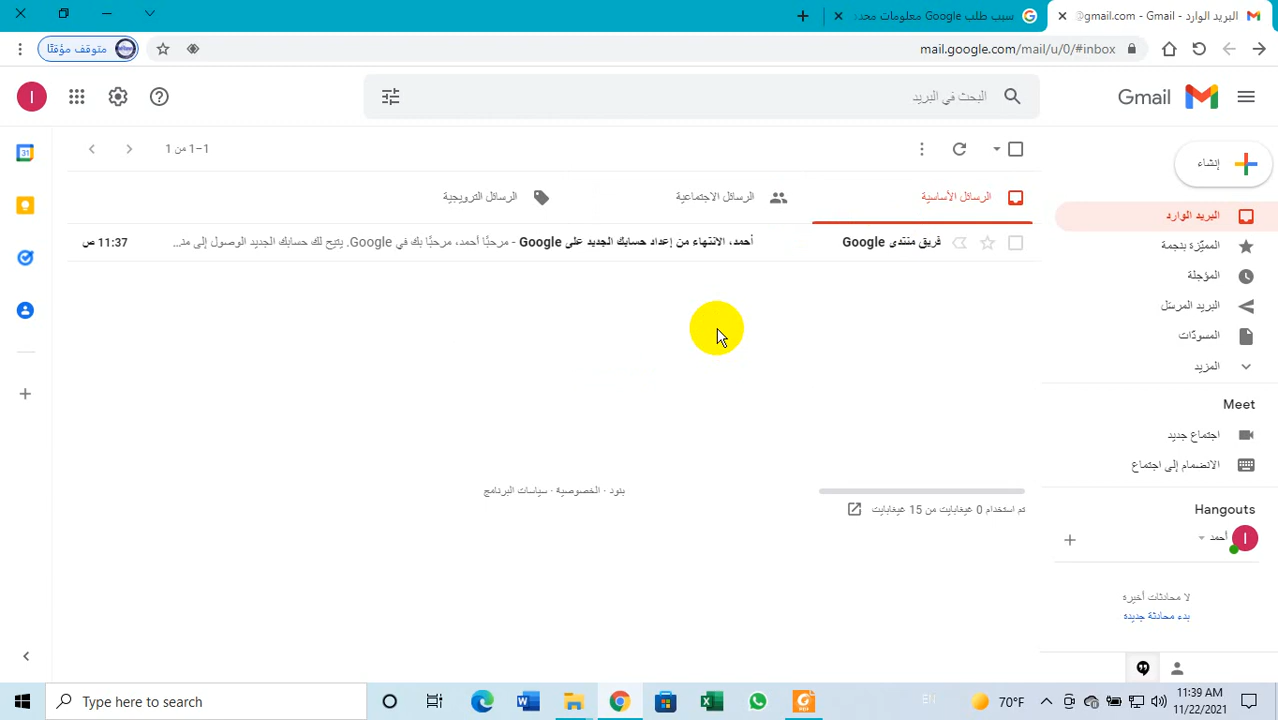 البريد الوارد - Gmail - @gmail.com
سبب طلب Google معلومات محدد
mail.google.com/mail/u/0/#inbox
متوقف مؤقتًا
Gmail
البحث في البريد
I
إنشاء
1–1 من 1
31
البريد الوارد
المميّزة بنجمة
المؤجلة
البريد المرسَل
المسودّات
المزيد
الرسائل الأساسية
الرسائل الاجتماعية
الرسائل الترويجية
فريق منتدى Google
أحمد، الانتهاء من إعداد حسابك الجديد على Google - مرحبًا أحمد، مرحبًا بك في Google. يتيح لك حسابك الجديد الوصول إلى منـ...
11:37 ص
Meet
اجتماع جديد
الانضمام إلى اجتماع
Hangouts
أحمد
I
لا محادثات أخيرة
بدء محادثة جديدة
تم استخدام 0 غيغابايت من 15 غيغابايت
بنود · الخصوصية · سياسات البرنامج
Type here to search
EN
70°F
11:39 AM
11/22/2021